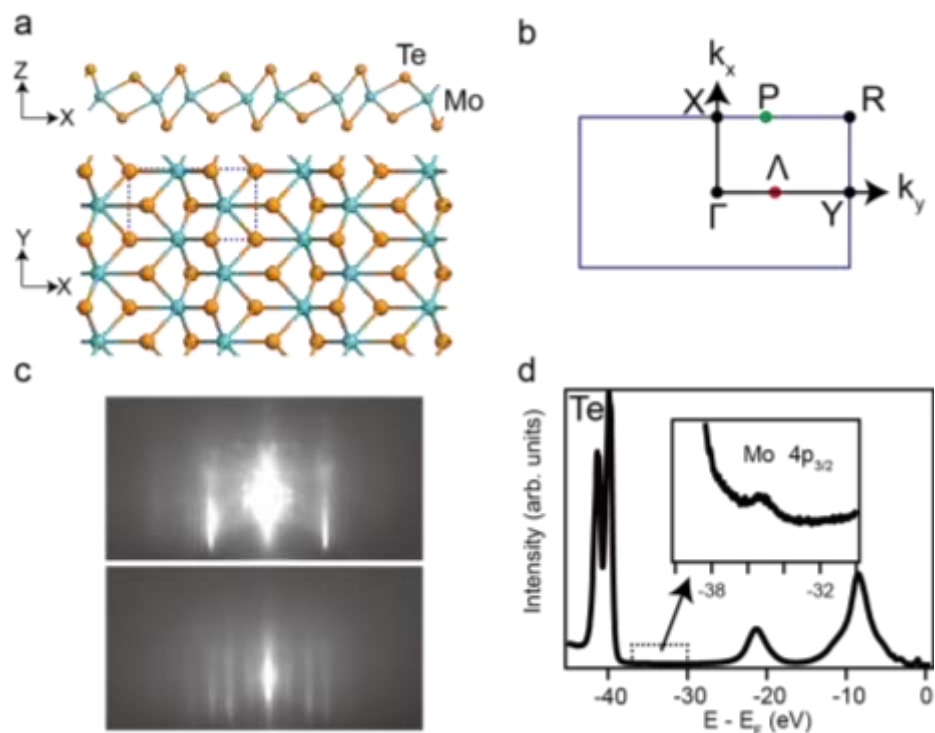 a
Te
Z
X
Mo
Y
X
b
kx
X
P
R
Λ
Γ
Y
ky
c
d
Te
Mo 4p3/2
-38
-32
Intensity (arb. units)
-40
-30
-20
-10
0
E - EF (eV)